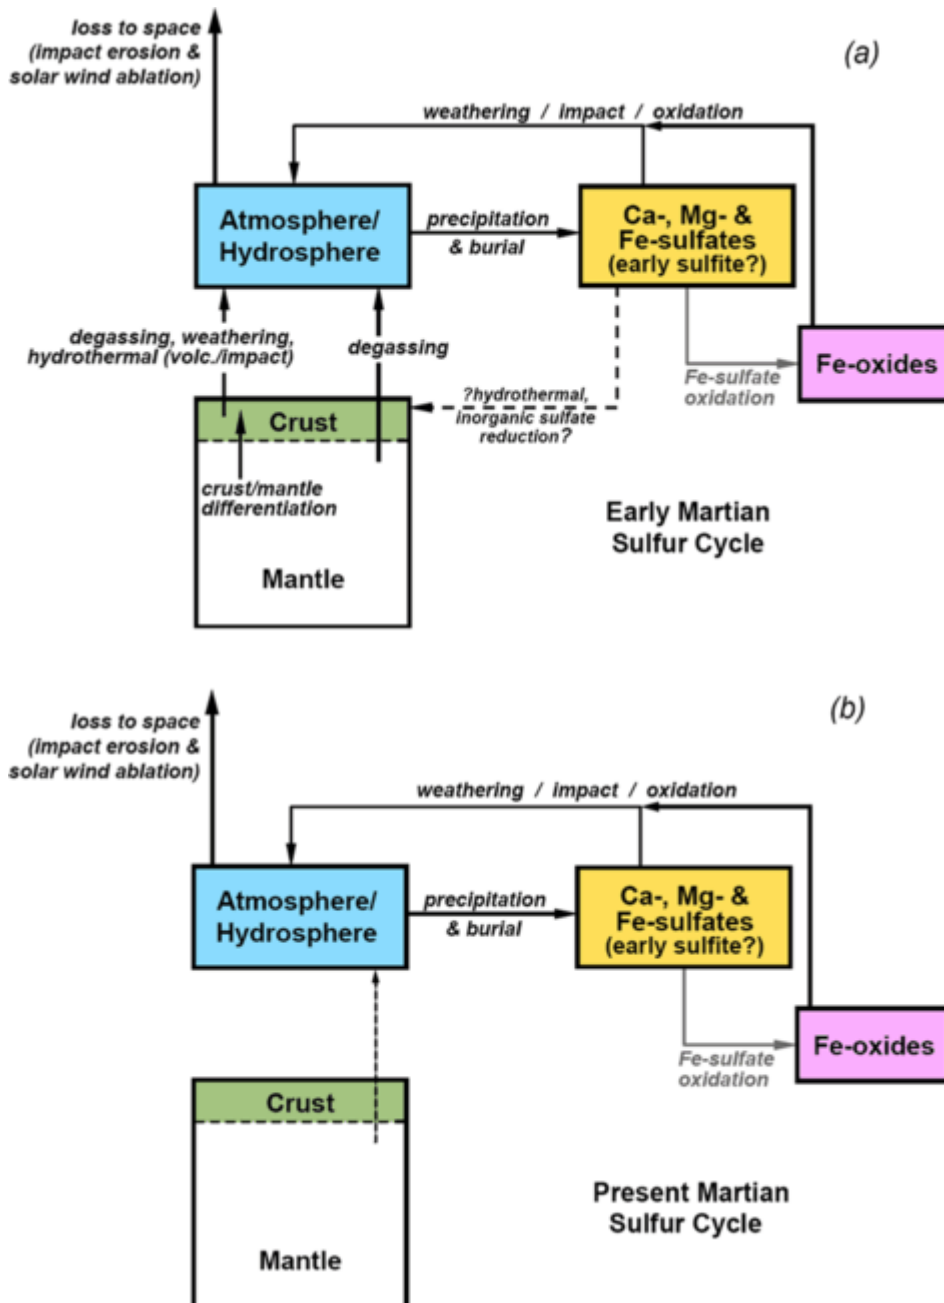 loss to space
(impact erosion &
solar wind ablation)
(a)
weathering / impact / oxidation
Atmosphere/
Hydrosphere
precipitation
& burial
Ca-, Mg- &
Fe-sulfates
(early sulfite?)
degassing, weathering,
hydrothermal (volc./impact)
degassing
Fe-oxides
Fe-sulfate
oxidation
?hydrothermal,
inorganic sulfate
reduction?
Crust
crust/mantle
differentiation
Mantle
Early Martian
Sulfur Cycle
loss to space
(impact erosion &
solar wind ablation)
(b)
weathering / impact / oxidation
Atmosphere/
Hydrosphere
precipitation
& burial
Ca-, Mg- &
Fe-sulfates
(early sulfite?)
Fe-oxides
Fe-sulfate
oxidation
Crust
Mantle
Present Martian
Sulfur Cycle